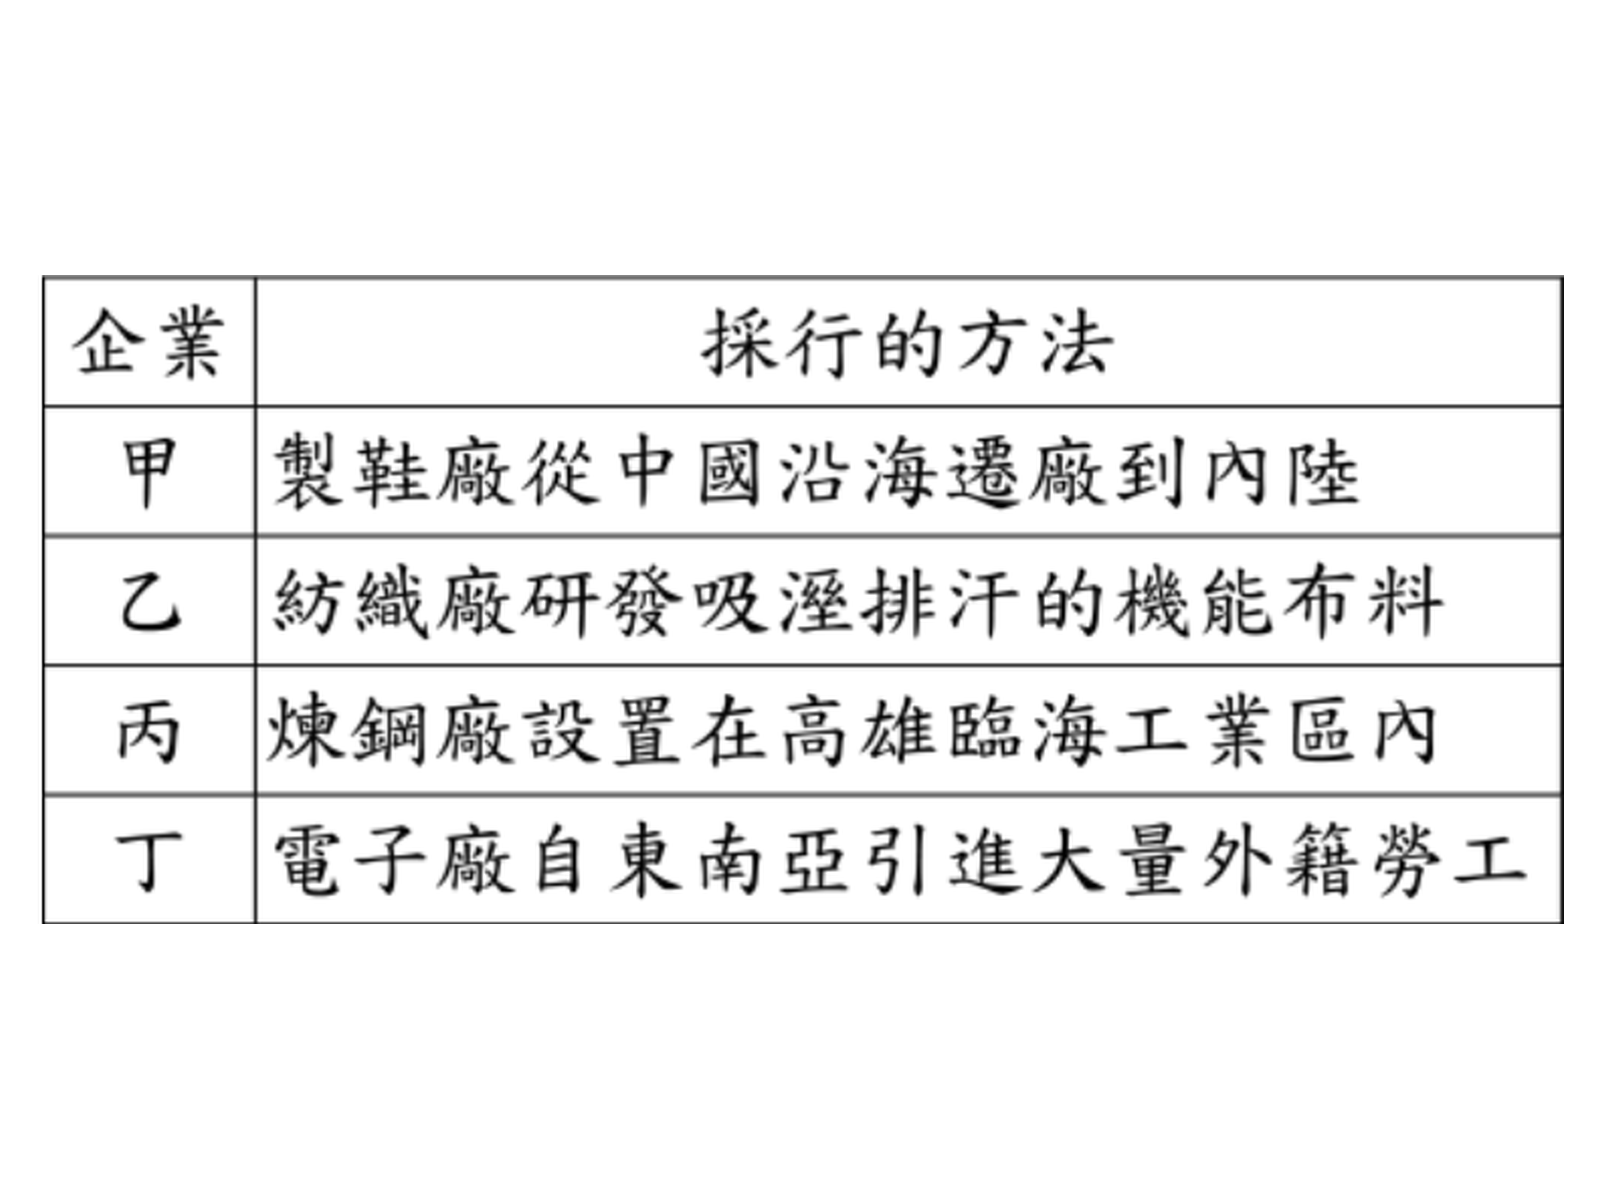 企業 採行的方法
甲 製鞋廠從中國沿海遷廠到內陸
乙 紡織廠研發吸溼排汗的機能布料
丙 煉鋼廠設置在高雄臨海工業區內
丁 電子廠自東南亞引進大量外籍勞工